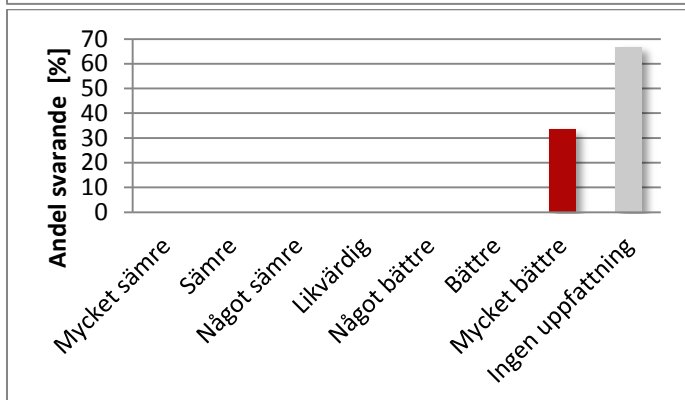 Andel svarande [%]
70
60
50
40
30
20
10
0
Mycket sämre
Sämre
Något sämre
Likvärdig
Något bättre
Bättre
Mycket bättre
Ingen uppfattning